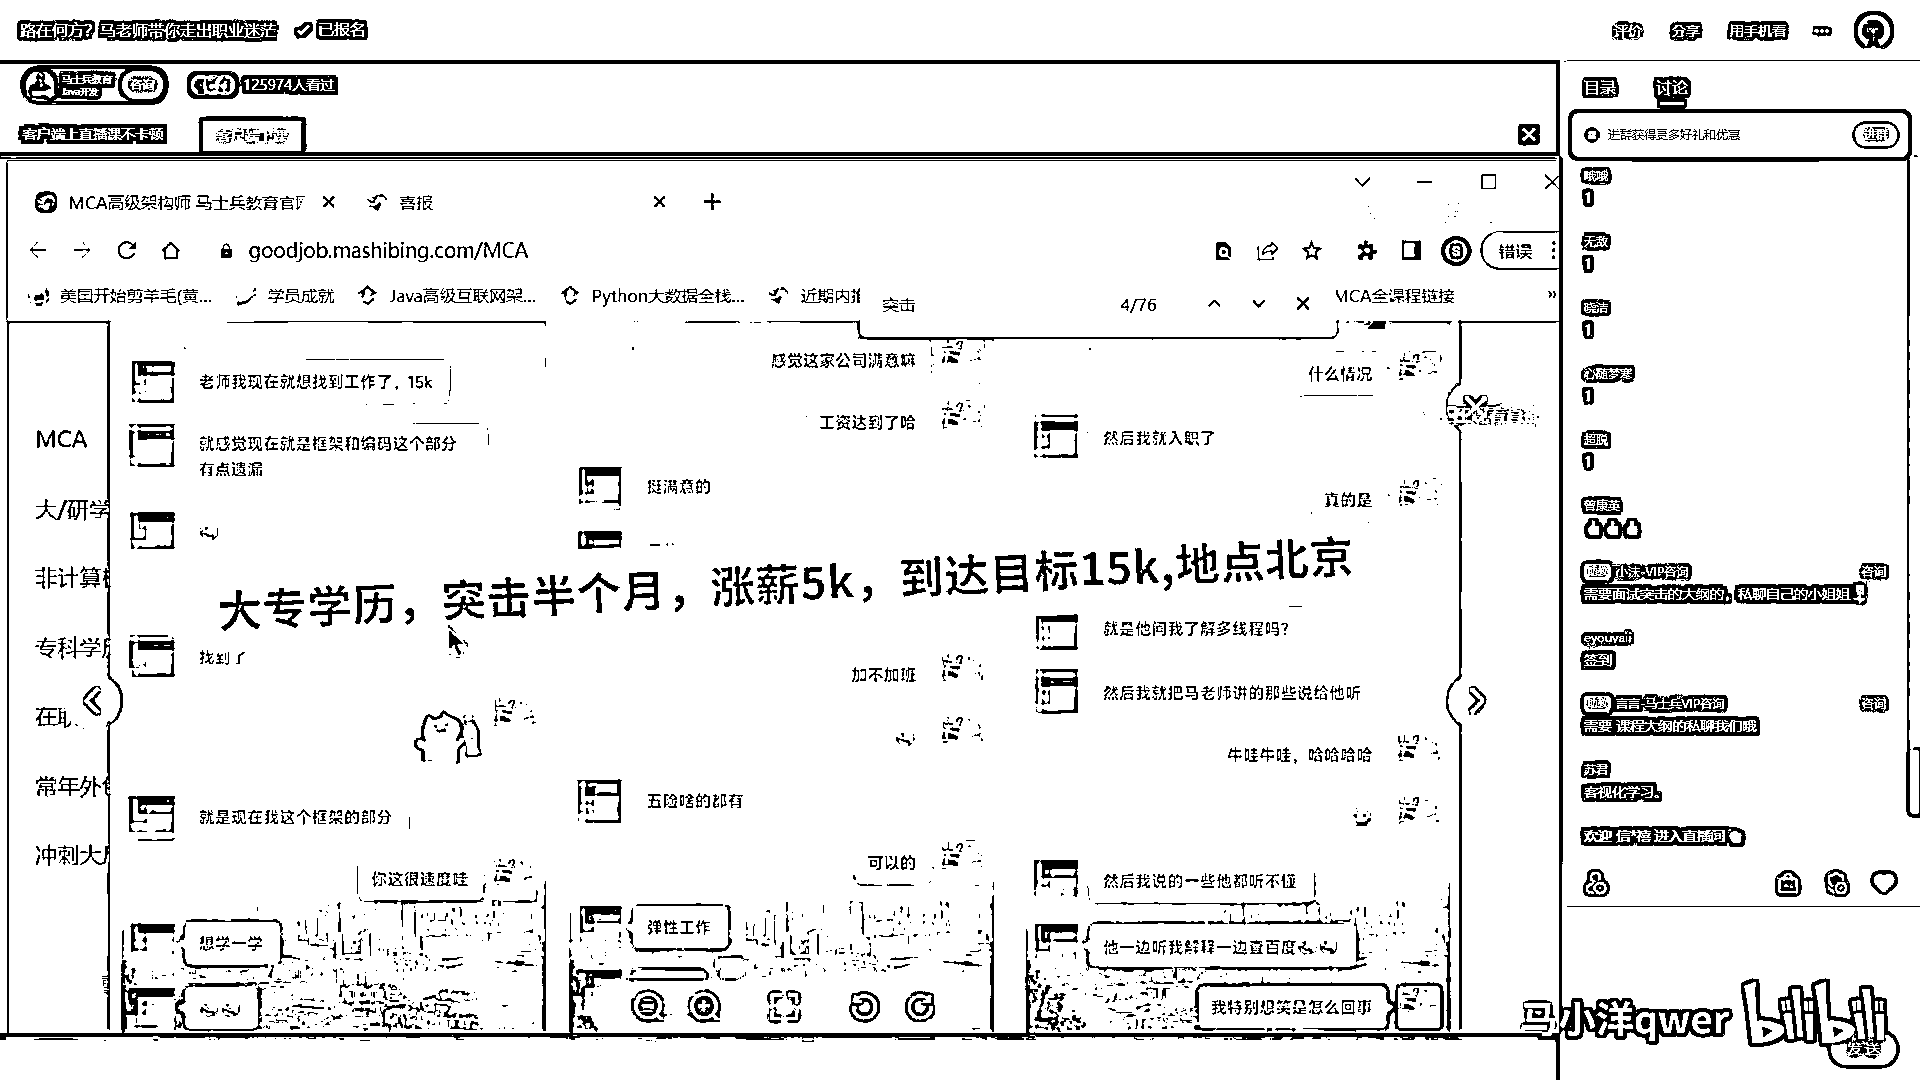 路在何方？马老师带你走出职业迷茫 已报名
评价 分享 用手机看
马士兵教育
Java开发
咨询
125974人看过
客户端上直播课不卡顿
目录 讨论
进群获得更多好礼和优惠 进群
MCA高级架构师 马士兵教育官网
喜报
goodjob.mashibing.com/MCA
错误
美国开始剪羊毛(黄...
学员成就
Java高级互联网架...
Python大数据全栈...
近期内推
突击 4/76
MCA全课程链接
MCA
大/研学
非计算机
专科学历
在职
常年外包
冲刺大厂
老师我现在就想找到工作了，15k
就感觉现在就是框架和编码这个部分
有点遗漏
找到了
就是现在我这个框架的部分
你这很速度哇
想学一学
感觉这家公司满意嘛
工资达到了哈
挺满意的
加不加班
五险啥的都有
可以的
弹性工作
什么情况
然后我就入职了
真的是
就是他问我了解多线程吗？
然后我就把马老师讲的那些说给他听
牛哇牛哇，哈哈哈哈
然后我说的一些他都听不懂
他一边听我解释一边查百度
我特别想笑是怎么回事
大专学历，突击半个月，涨薪5k，到达目标15k,地点北京
哦哦
1
无敌
1
晓洁
1
心随梦寒
1
超脱
1
曾康英
小沫-VIP咨询 咨询
需要面试突击的大纲的，私聊自己的小姐姐
eyouyaii
签到
言言-马士兵VIP咨询 咨询
需要 课程大纲的私聊我们哦
苏君
客视化学习。
欢迎 信*禧 进入直播间
发送
马小洋qwer bilibili